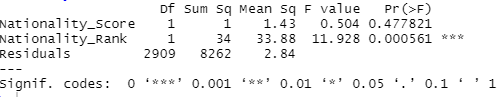 Df Sum Sq Mean Sq F value Pr(>F)
Nationality_Score 1 1 1.43 0.504 0.477821
Nationality_Rank 1 34 33.88 11.928 0.000561 ***
Residuals 2909 8262 2.84
---
Signif. codes: 0 ‘***’ 0.001 ‘**’ 0.01 ‘*’ 0.05 ‘.’ 0.1 ‘ ’ 1